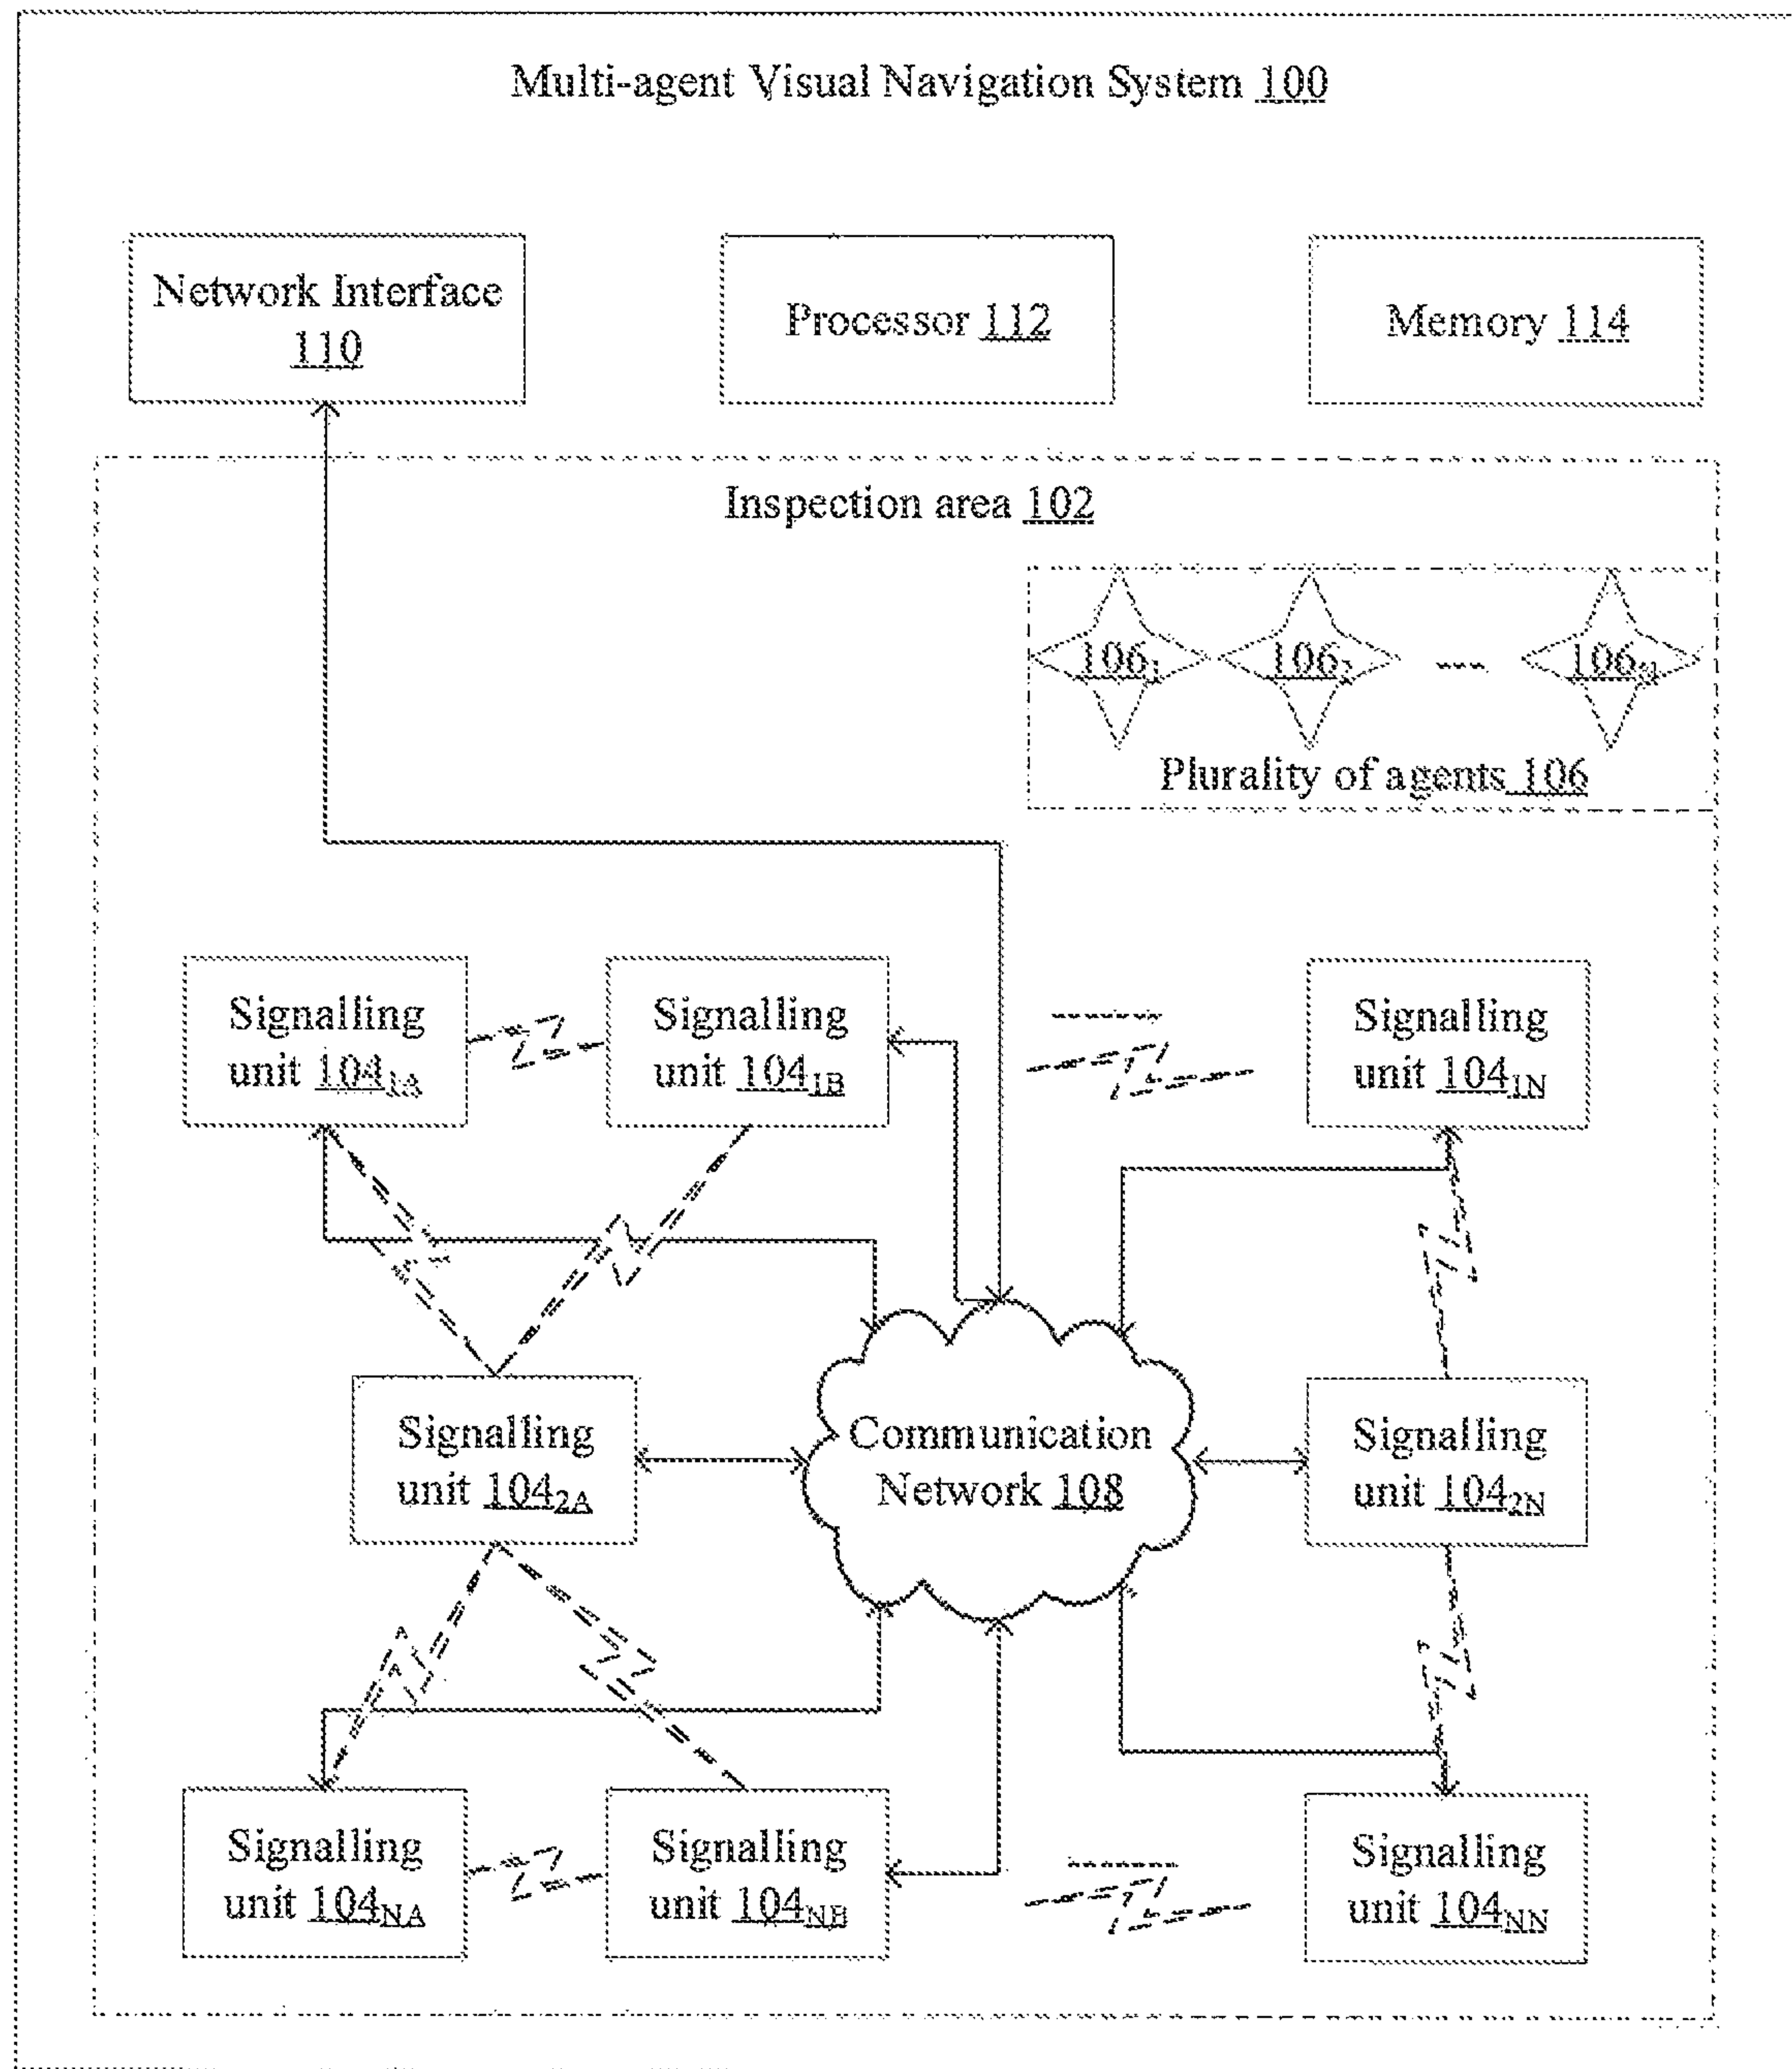 Multi-agent Visual Navigation System 100
Network Interface
110
Processor 112
Memory 114
Inspection area 102
106₁
106₂
106ₙ
Plurality of agents 106
Signalling
unit 104₁A
Signalling
unit 104₁B
Signalling
unit 104₁N
Signalling
unit 104₂A
Communication
Network 108
Signalling
unit 104₂N
Signalling
unit 104NA
Signalling
unit 104NB
Signalling
unit 104NN